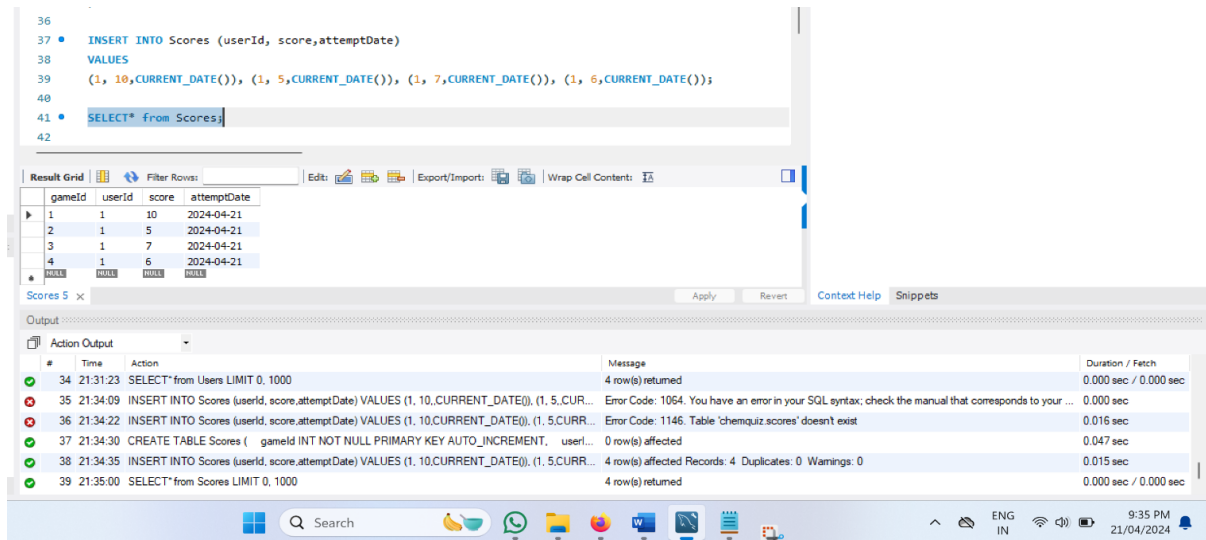 36
37 INSERT INTO Scores (userId, score,attemptDate)
38 VALUES
39 (1, 10,CURRENT_DATE()), (1, 5,CURRENT_DATE()), (1, 7,CURRENT_DATE()), (1, 6,CURRENT_DATE());
40
41 SELECT* from Scores;
42
Result Grid Filter Rows: Edit: Export/Import: Wrap Cell Content:
gameId userId score attemptDate
1 1 10 2024-04-21
2 1 5 2024-04-21
3 1 7 2024-04-21
4 1 6 2024-04-21
NULL NULL NULL NULL
Scores 5 Apply Revert Context Help Snippets
Output
Action Output
# Time Action Message Duration / Fetch
34 21:31:23 SELECT* from Users LIMIT 0, 1000 4 row(s) returned 0.000 sec / 0.000 sec
35 21:34:09 INSERT INTO Scores (userId, score,attemptDate) VALUES (1, 10,,CURRENT_DATE()), (1, 5,,CUR... Error Code: 1064. You have an error in your SQL syntax; check the manual that corresponds to your ... 0.000 sec
36 21:34:22 INSERT INTO Scores (userId, score,attemptDate) VALUES (1, 10,CURRENT_DATE()), (1, 5,CURR... Error Code: 1146. Table 'chemquiz.scores' doesn't exist 0.016 sec
37 21:34:30 CREATE TABLE Scores ( gameId INT NOT NULL PRIMARY KEY AUTO_INCREMENT, userI... 0 row(s) affected 0.047 sec
38 21:34:35 INSERT INTO Scores (userId, score,attemptDate) VALUES (1, 10,CURRENT_DATE()), (1, 5,CURR... 4 row(s) affected Records: 4 Duplicates: 0 Warnings: 0 0.015 sec
39 21:35:00 SELECT* from Scores LIMIT 0, 1000 4 row(s) returned 0.000 sec / 0.000 sec
Search ENG 9:35 PM
IN 21/04/2024